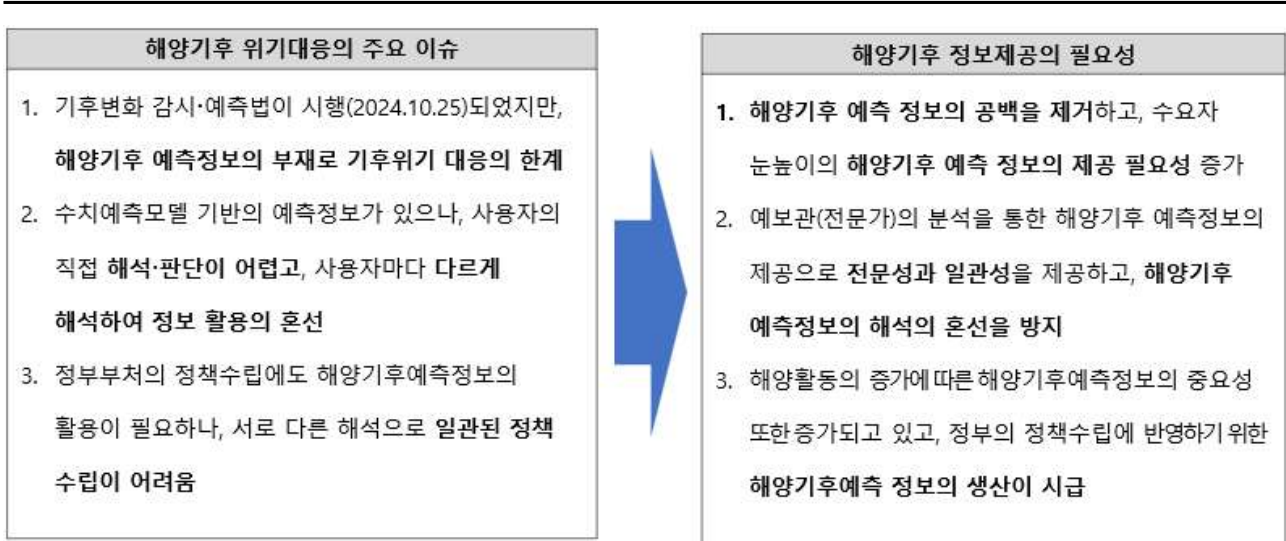 해양기후 위기대응의 주요 이슈
1. 기후변화 감시·예측법이 시행(2024.10.25)되었지만,
해양기후 예측정보의 부재로 기후위기 대응의 한계
2. 수치예측모델 기반의 예측정보가 있으나, 사용자의
직접 해석·판단이 어렵고, 사용자마다 다르게
해석하여 정보 활용의 혼선
3. 정부부처의 정책수립에도 해양기후예측정보의
활용이 필요하나, 서로 다른 해석으로 일관된 정책
수립이 어려움
해양기후 정보제공의 필요성
1. 해양기후 예측 정보의 공백을 제거하고, 수요자
눈높이의 해양기후 예측 정보의 제공 필요성 증가
2. 예보관(전문가)의 분석을 통한 해양기후 예측정보의
제공으로 전문성과 일관성을 제공하고, 해양기후
예측정보의 해석의 혼선을 방지
3. 해양활동의 증가에 따른 해양기후예측정보의 중요성
또한 증가되고 있고, 정부의 정책수립에 반영하기 위한
해양기후예측 정보의 생산이 시급